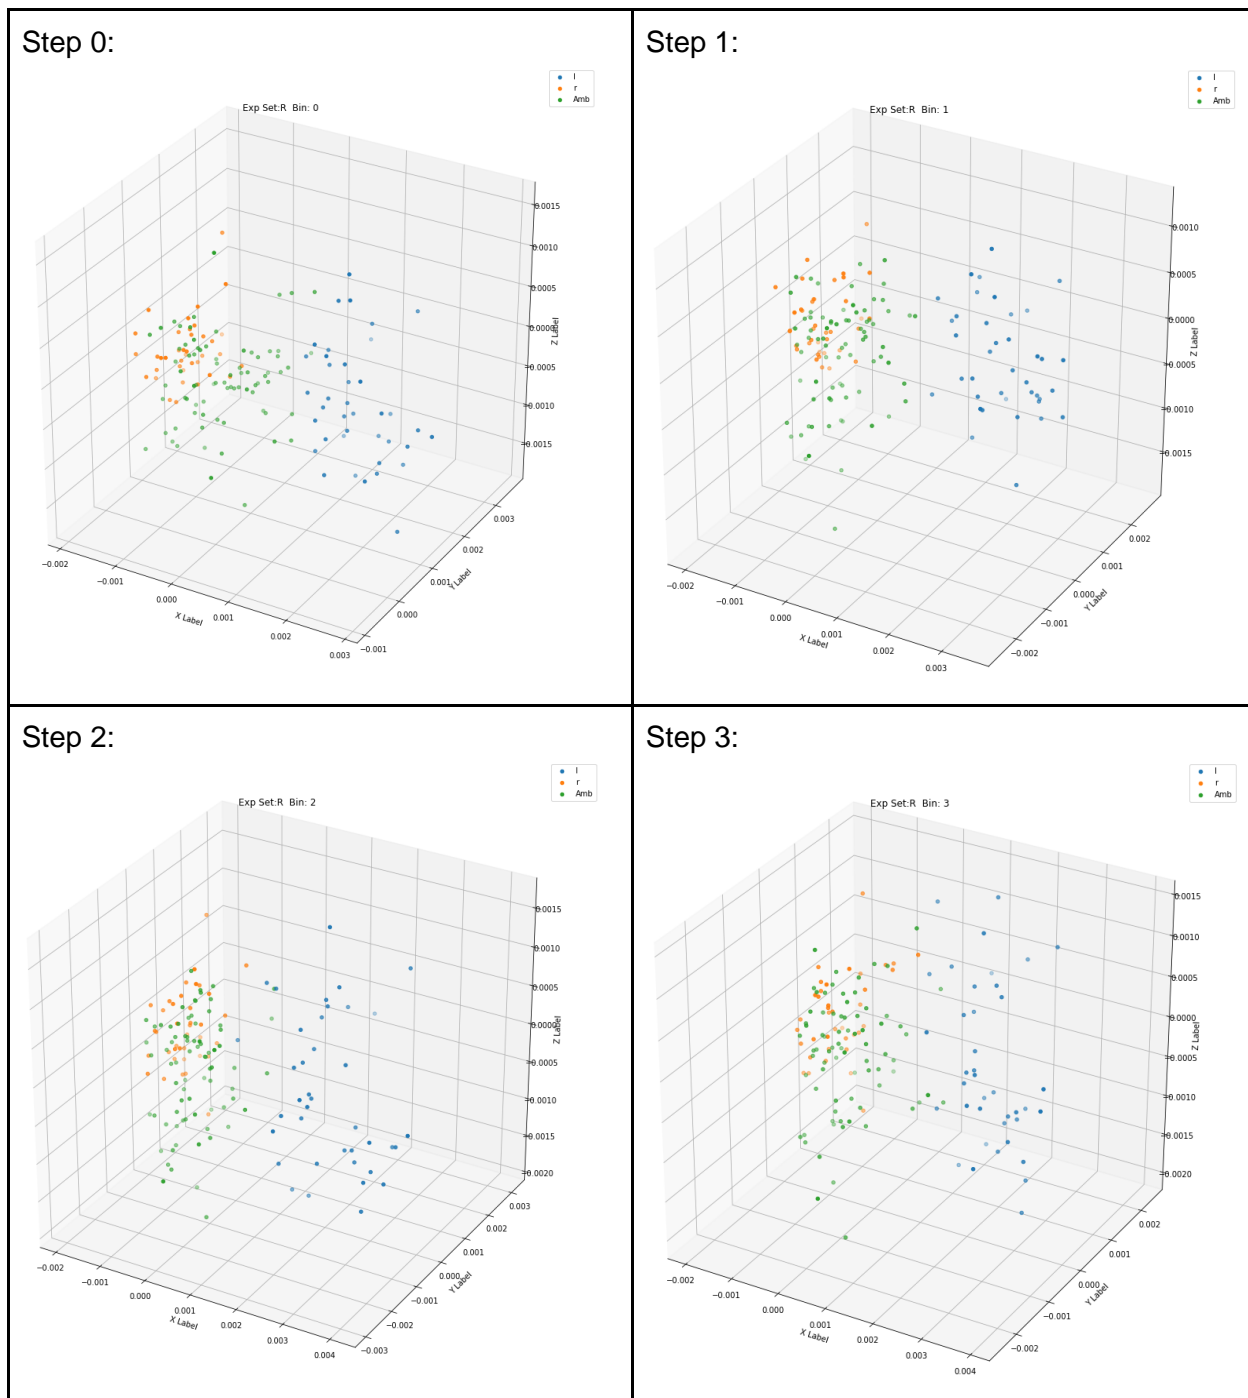 Step 0:
l
r
Amb
Exp Set:R  Bin: 0
0.0015
0.0010
0.0005
0.0000
Z Label
−0.0005
−0.0010
−0.0015
0.003
0.002
0.001
Y Label
0.000
−0.001
−0.002
−0.001
0.000
X Label
0.001
0.002
0.003
Step 1:
l
r
Amb
Exp Set:R  Bin: 1
0.0010
0.0005
0.0000
Z Label
−0.0005
−0.0010
−0.0015
0.002
0.001
0.000
Y Label
−0.001
−0.002
−0.002
−0.001
0.000
0.001
X Label
0.002
0.003
Step 2:
l
r
Amb
Exp Set:R  Bin: 2
0.0015
0.0010
0.0005
0.0000
Z Label
−0.0005
−0.0010
−0.0015
−0.0020
0.003
0.002
0.001
0.000
Y Label
−0.001
−0.002
−0.003
−0.002
−0.001
0.000
0.001
X Label
0.002
0.003
0.004
Step 3:
l
r
Amb
Exp Set:R  Bin: 3
0.0015
0.0010
0.0005
0.0000
Z Label
−0.0005
−0.0010
−0.0015
−0.0020
0.002
0.001
0.000
Y Label
−0.001
−0.002
−0.002
−0.001
0.000
0.001
X Label
0.002
0.003
0.004